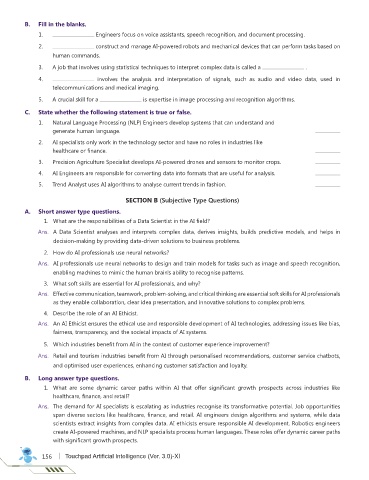 B. Fill in the blanks.
1. ________________ Engineers focus on voice assistants, speech recognition, and document processing.
2. ________________ construct and manage AI-powered robots and mechanical devices that can perform tasks based on
human commands.
3. A job that involves using statistical techniques to interpret complex data is called a ________________ .
4. ________________ involves the analysis and interpretation of signals, such as audio and video data, used in
telecommunications and medical imaging.
5. A crucial skill for a ________________ is expertise in image processing and recognition algorithms.
C. State whether the following statement is true or false.
1. Natural Language Processing (NLP) Engineers develop systems that can understand and
generate human language. __________
2. AI specialists only work in the technology sector and have no roles in industries like
healthcare or finance. __________
3. Precision Agriculture Specialist develops AI-powered drones and sensors to monitor crops. __________
4. AI Engineers are responsible for converting data into formats that are useful for analysis. __________
5. Trend Analyst uses AI algorithms to analyse current trends in fashion. __________
SECTION B (Subjective Type Questions)
A. Short answer type questions.
1. What are the responsibilities of a Data Scientist in the AI field?
Ans. A Data Scientist analyses and interprets complex data, derives insights, builds predictive models, and helps in
decision-making by providing data-driven solutions to business problems.
2. How do AI professionals use neural networks?
Ans. AI professionals use neural networks to design and train models for tasks such as image and speech recognition,
enabling machines to mimic the human brain's ability to recognise patterns.
3. What soft skills are essential for AI professionals, and why?
Ans. Effective communication, teamwork, problem-solving, and critical thinking are essential soft skills for AI professionals
as they enable collaboration, clear idea presentation, and innovative solutions to complex problems.
4. Describe the role of an AI Ethicist.
Ans. An AI Ethicist ensures the ethical use and responsible development of AI technologies, addressing issues like bias,
fairness, transparency, and the societal impacts of AI systems.
5. Which industries benefit from AI in the context of customer experience improvement?
Ans. Retail and tourism industries benefit from AI through personalised recommendations, customer service chatbots,
and optimised user experiences, enhancing customer satisfaction and loyalty.
B. Long answer type questions.
1. What are some dynamic career paths within AI that offer significant growth prospects across industries like
healthcare, finance, and retail?
Ans. The demand for AI specialists is escalating as industries recognise its transformative potential. Job opportunities
span diverse sectors like healthcare, finance, and retail. AI engineers design algorithms and systems, while data
scientists extract insights from complex data. AI ethicists ensure responsible AI development. Robotics engineers
create AI-powered machines, and NLP specialists process human languages. These roles offer dynamic career paths
with significant growth prospects.
156 Touchpad Artificial Intelligence (Ver. 3.0)-XI